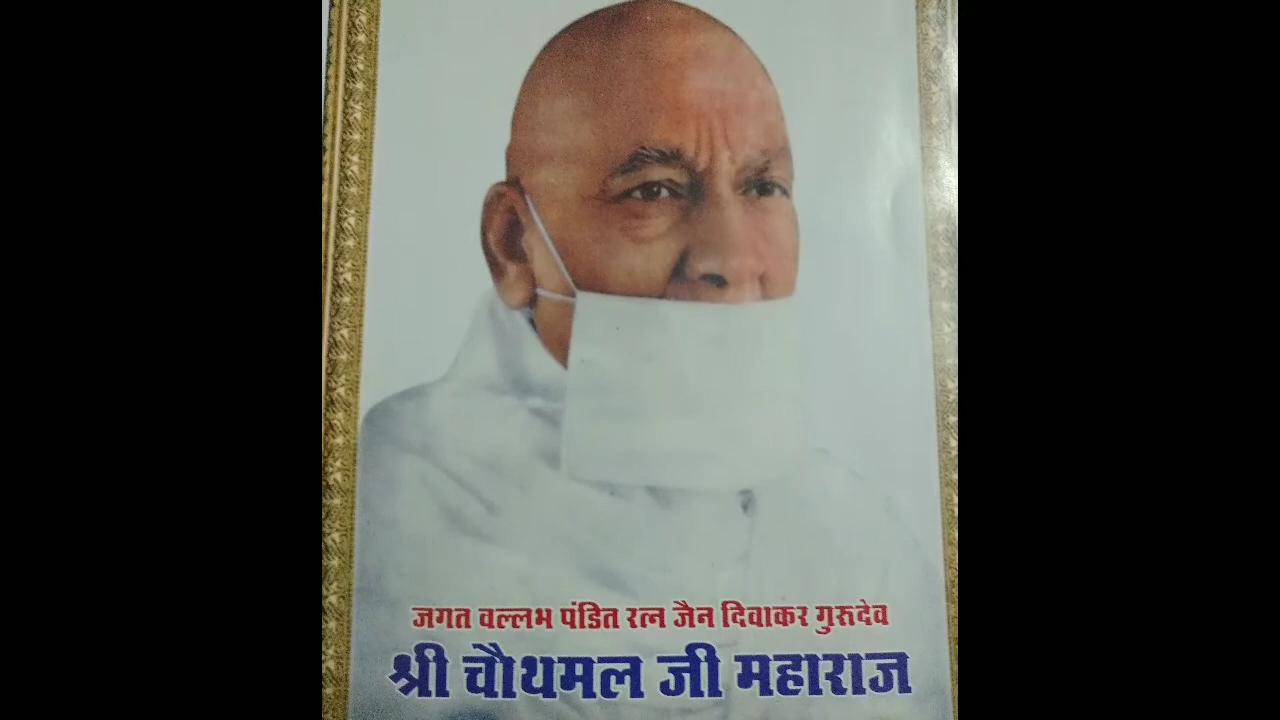 जगत वल्लभ पंडित रत्न जैन दिवाकर गुरूदेव
श्री चौथमल जी महाराज